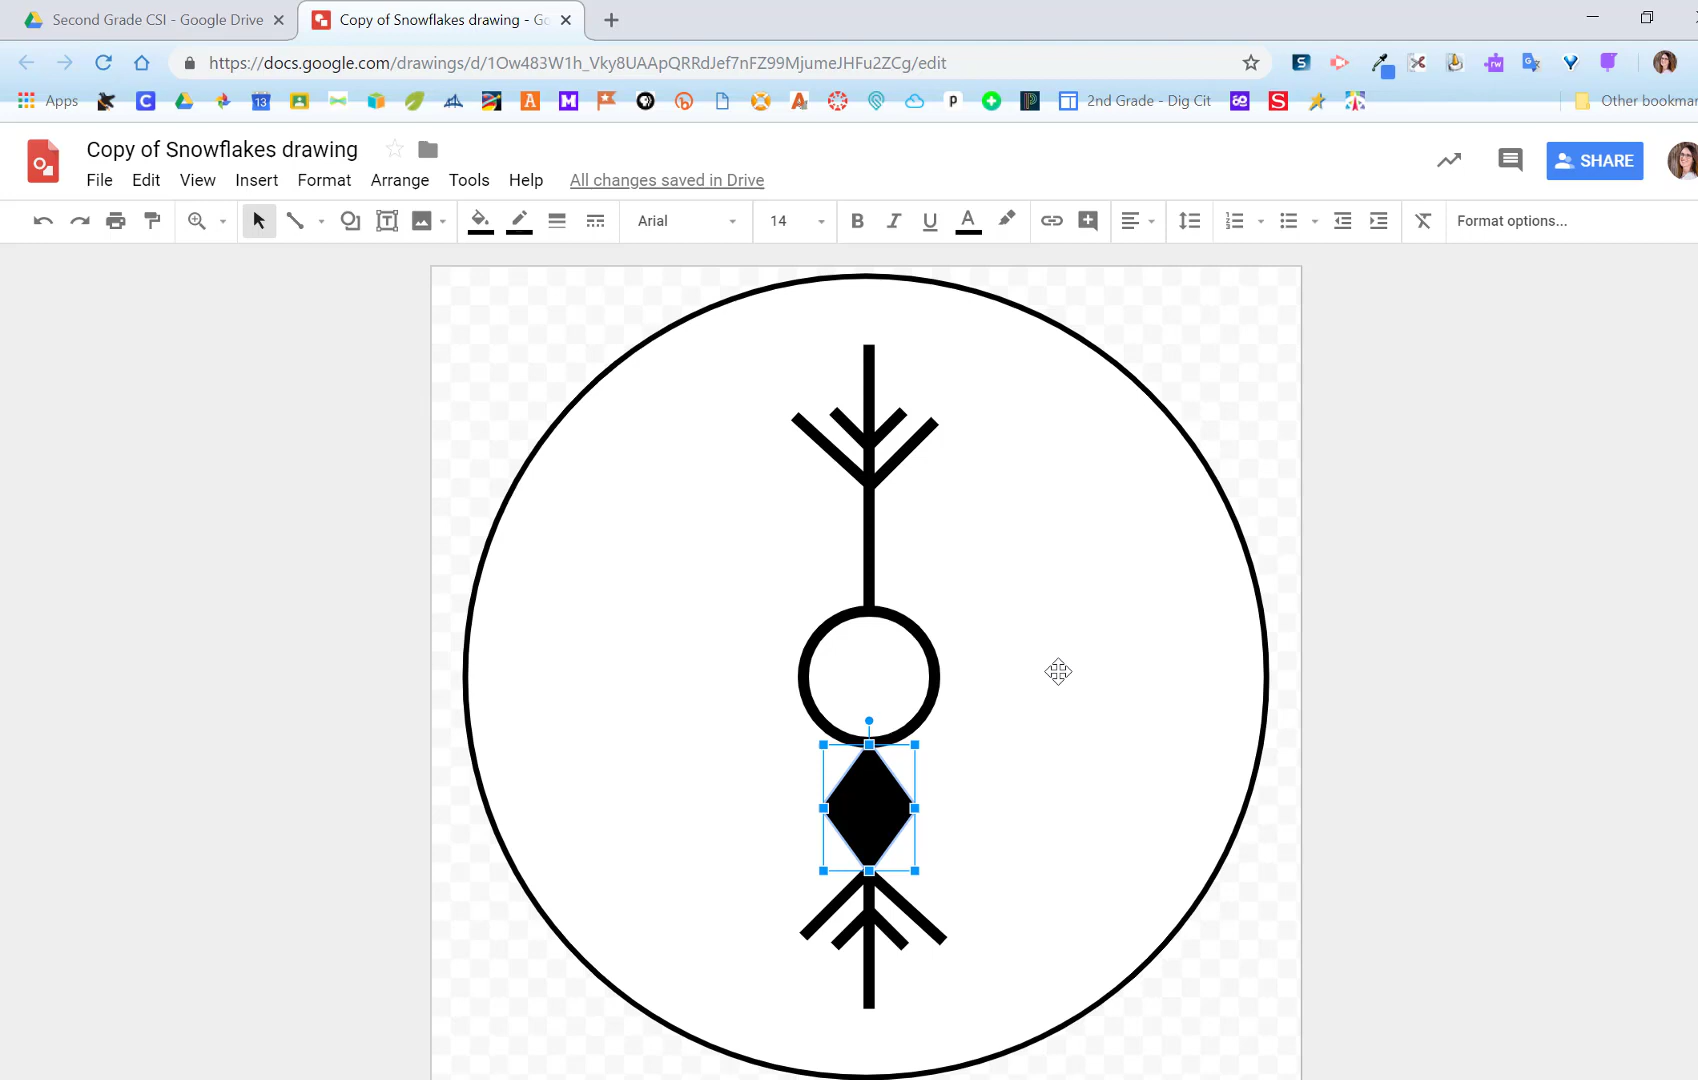 Second Grade CSI - Google Drive
Copy of Snowflakes drawing - Go
https://docs.google.com/drawings/d/1Ow483W1h_Vky8UAApQRRdJef7nFZ99MjumeJHFu2ZCg/edit
Apps
13
2nd Grade - Dig Cit
Other bookmar
Copy of Snowflakes drawing
SHARE
File Edit View Insert Format Arrange Tools Help All changes saved in Drive
Arial 14 B I U A Format options...